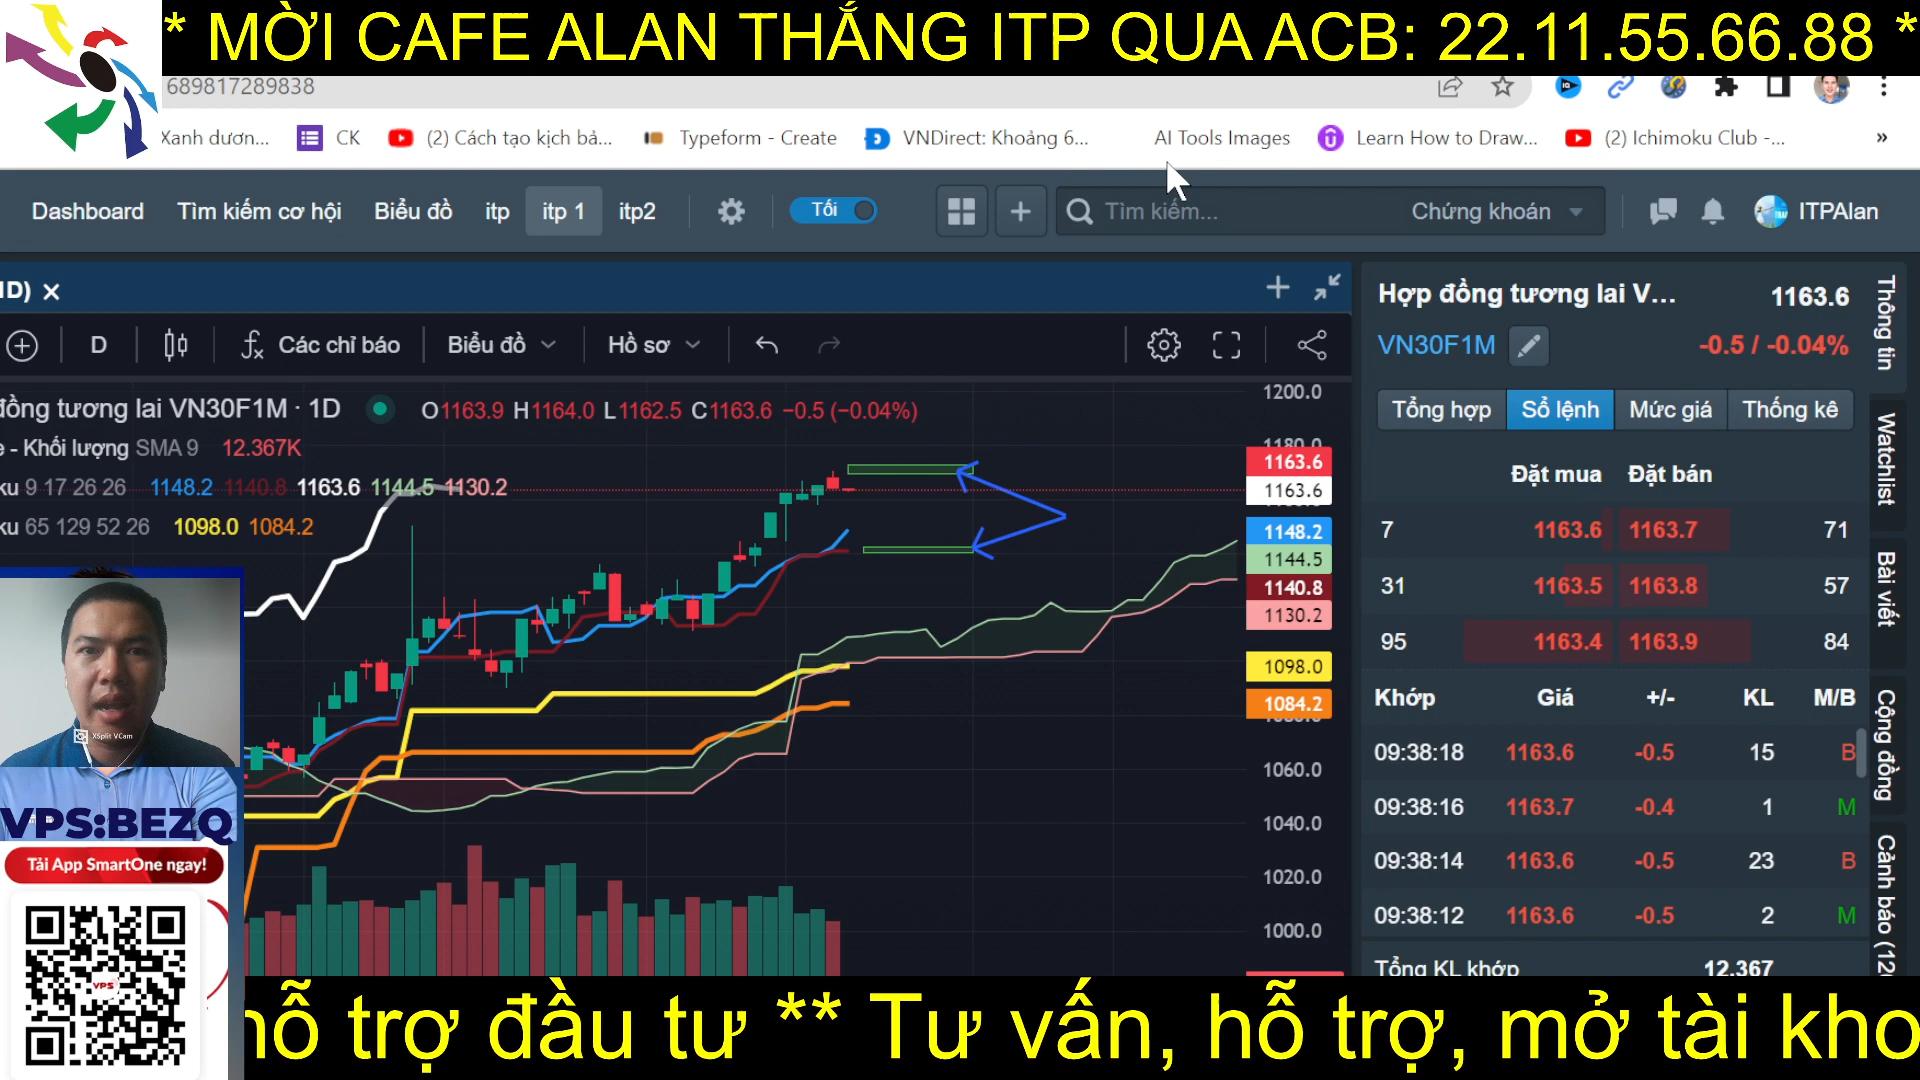 * MỜI CAFE ALAN THẮNG ITP QUA ACB: 22.11.55.66.88 *
689817289838
Xanh dươn...
CK
(2) Cách tạo kịch bả...
Typeform - Create
VNDirect: Khoảng 6...
AI Tools Images
Learn How to Draw...
(2) Ichimoku Club -...
»
Dashboard
Tìm kiếm cơ hội
Biểu đồ
itp
itp 1
itp2
Tối
Tìm kiếm...
Chứng khoán
ITPAlan
1D)
D
Các chỉ báo
Biểu đồ
Hồ sơ
đồng tương lai VN30F1M · 1D
O1163.9 H1164.0 L1162.5 C1163.6 −0.5 (−0.04%)
e - Khối lượng SMA 9 12.367K
ku 9 17 26 26 1148.2 1140.8 1163.6 1144.5 1130.2
ku 65 129 52 26 1098.0 1084.2
1200.0
1180.0
1163.6
1163.6
1148.2
1144.5
1140.8
1130.2
1098.0
1084.2
1060.0
1040.0
1020.0
1000.0
Hợp đồng tương lai V... 1163.6
VN30F1M -0.5 / -0.04%
Tổng hợp
Sổ lệnh
Mức giá
Thống kê
Đặt mua Đặt bán
7 1163.6 1163.7 71
31 1163.5 1163.8 57
95 1163.4 1163.9 84
Khớp Giá +/- KL M/B
09:38:18 1163.6 -0.5 15 B
09:38:16 1163.7 -0.4 1 M
09:38:14 1163.6 -0.5 23 B
09:38:12 1163.6 -0.5 2 M
Tổng KL khớp 12.367
Thông tin
Watchlist
Bài viết
Cộng đồng
Cảnh báo (12
XSplit VCam
VPS:BEZQ
Tải App SmartOne ngay!
VPS
hỗ trợ đầu tư ** Tư vấn, hỗ trợ, mở tài kho